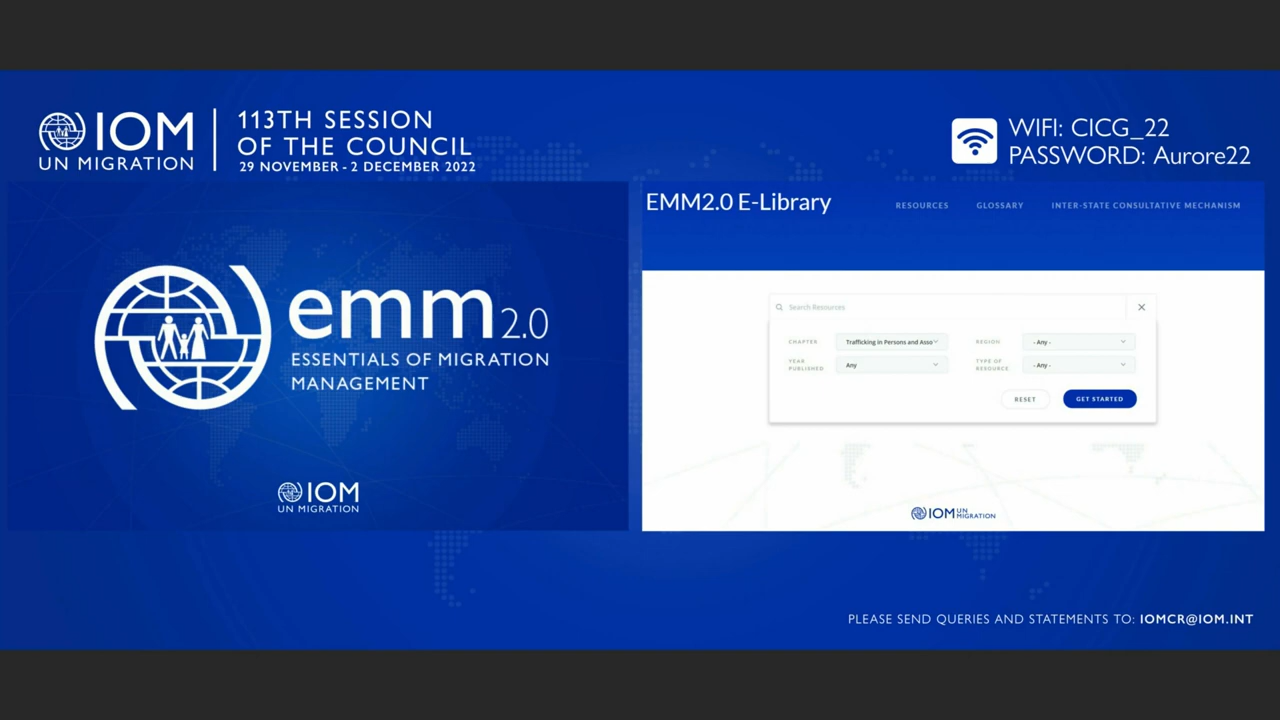 IOM
UN MIGRATION
113TH SESSION
OF THE COUNCIL
29 NOVEMBER - 2 DECEMBER 2022
WIFI: CICG_22
PASSWORD: Aurore22
emm 2.0
ESSENTIALS OF MIGRATION
MANAGEMENT
IOM
UN MIGRATION
EMM2.0 E-Library
RESOURCES GLOSSARY INTER-STATE CONSULTATIVE MECHANISM
Search Resources
CHAPTER Trafficking in Persons and Asso REGION - Any -
YEAR PUBLISHED Any TYPE OF RESOURCE - Any -
RESET GET STARTED
IOM UN MIGRATION
PLEASE SEND QUERIES AND STATEMENTS TO: IOMCR@IOM.INT